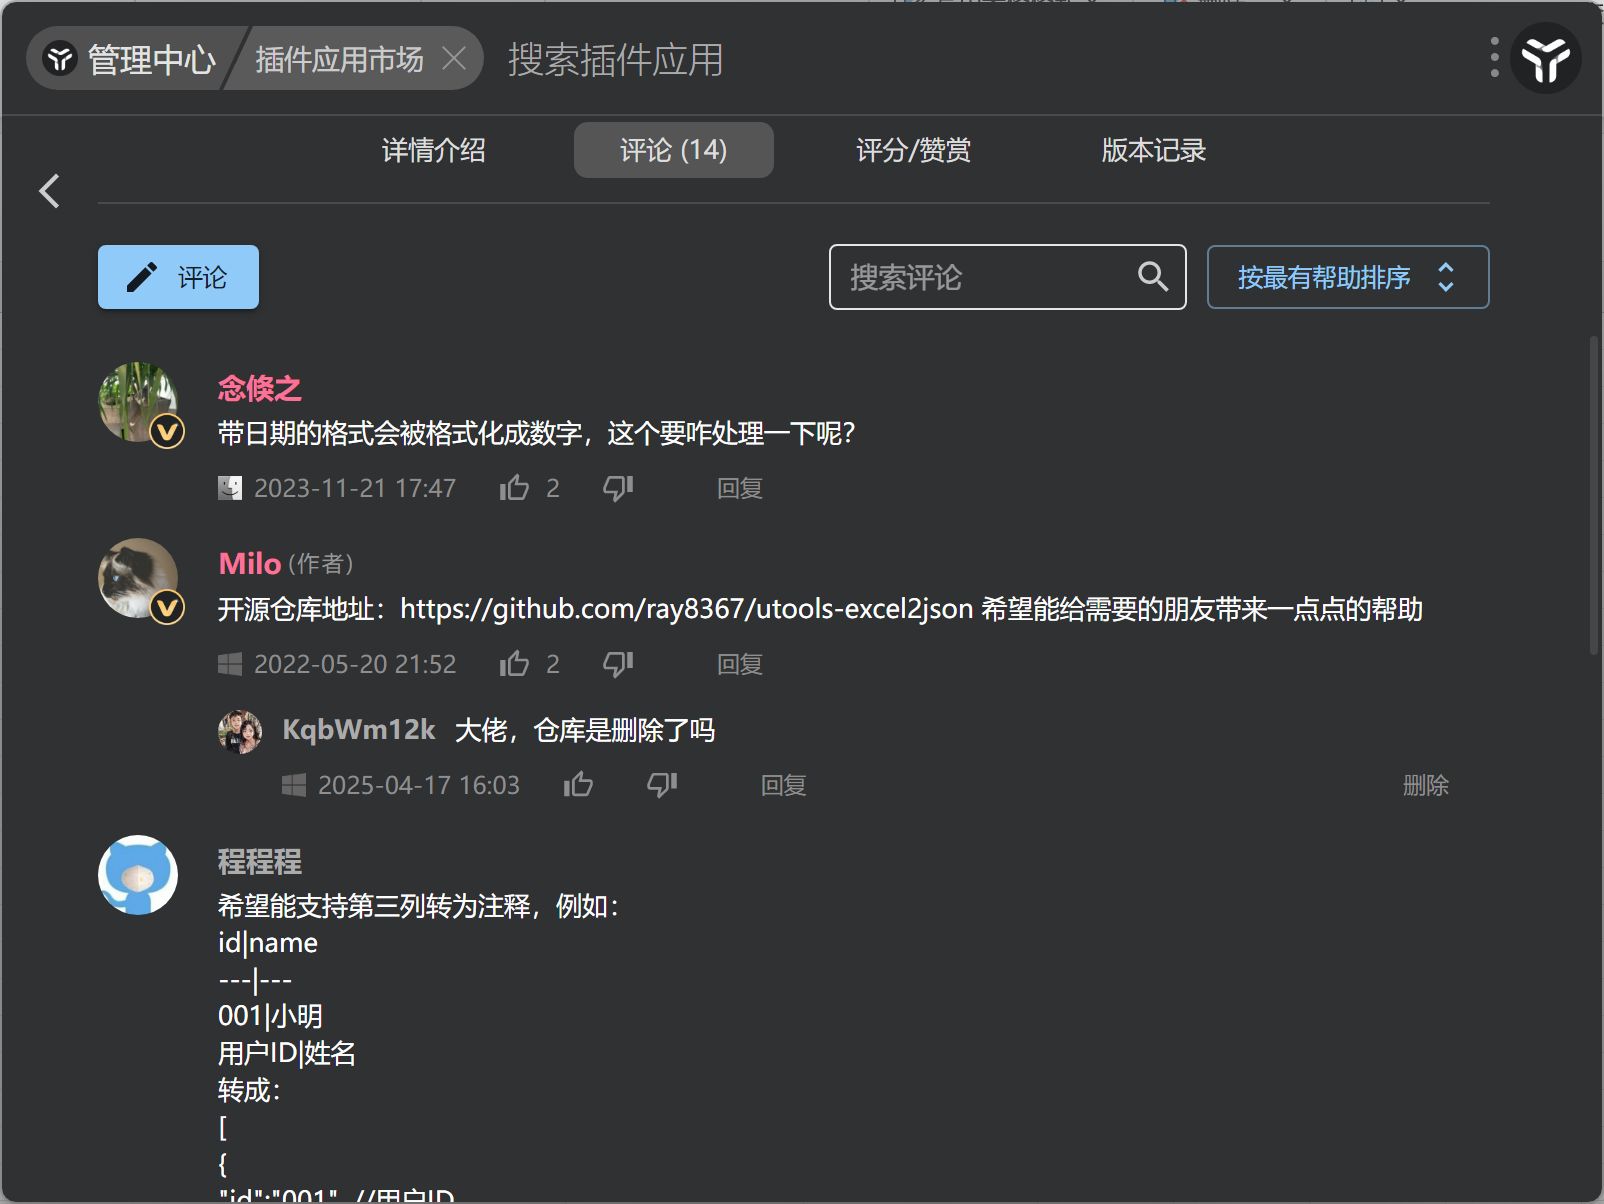 管理中心 插件应用市场 搜索插件应用
详情介绍 评论 (14) 评分/赞赏 版本记录
评论 搜索评论 按最有帮助排序
念倏之
带日期的格式会被格式化成数字，这个要咋处理一下呢？
2023-11-21 17:47 2 回复
Milo (作者)
开源仓库地址：https://github.com/ray8367/utools-excel2json 希望能给需要的朋友带来一点点的帮助
2022-05-20 21:52 2 回复
KqbWm12k 大佬，仓库是删除了吗
2025-04-17 16:03 回复 删除
程程程
希望能支持第三列转为注释，例如：
id|name
---|---
001|小明
用户ID|姓名
转成：
[
{
"id":"001" //用户ID